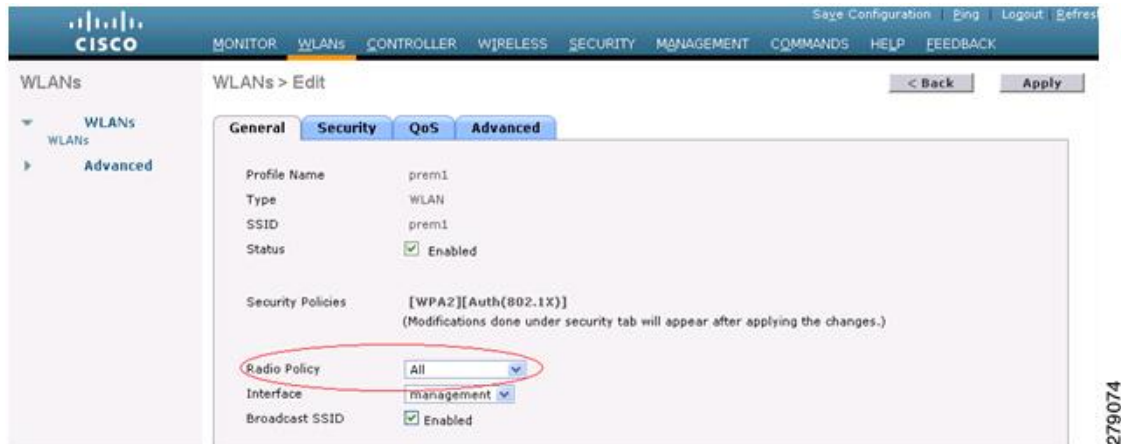 Save Configuration Ping Logout Refres
CISCO MONITOR WLANs CONTROLLER WIRELESS SECURITY MANAGEMENT COMMANDS HELP FEEDBACK
WLANs
WLANs > Edit
< Back Apply
WLANs
WLANs
Advanced
General Security QoS Advanced
Profile Name prem1
Type WLAN
SSID prem1
Status Enabled
Security Policies [WPA2][Auth(802.1X)]
(Modifications done under security tab will appear after applying the changes.)
Radio Policy All
Interface management
Broadcast SSID Enabled
279074